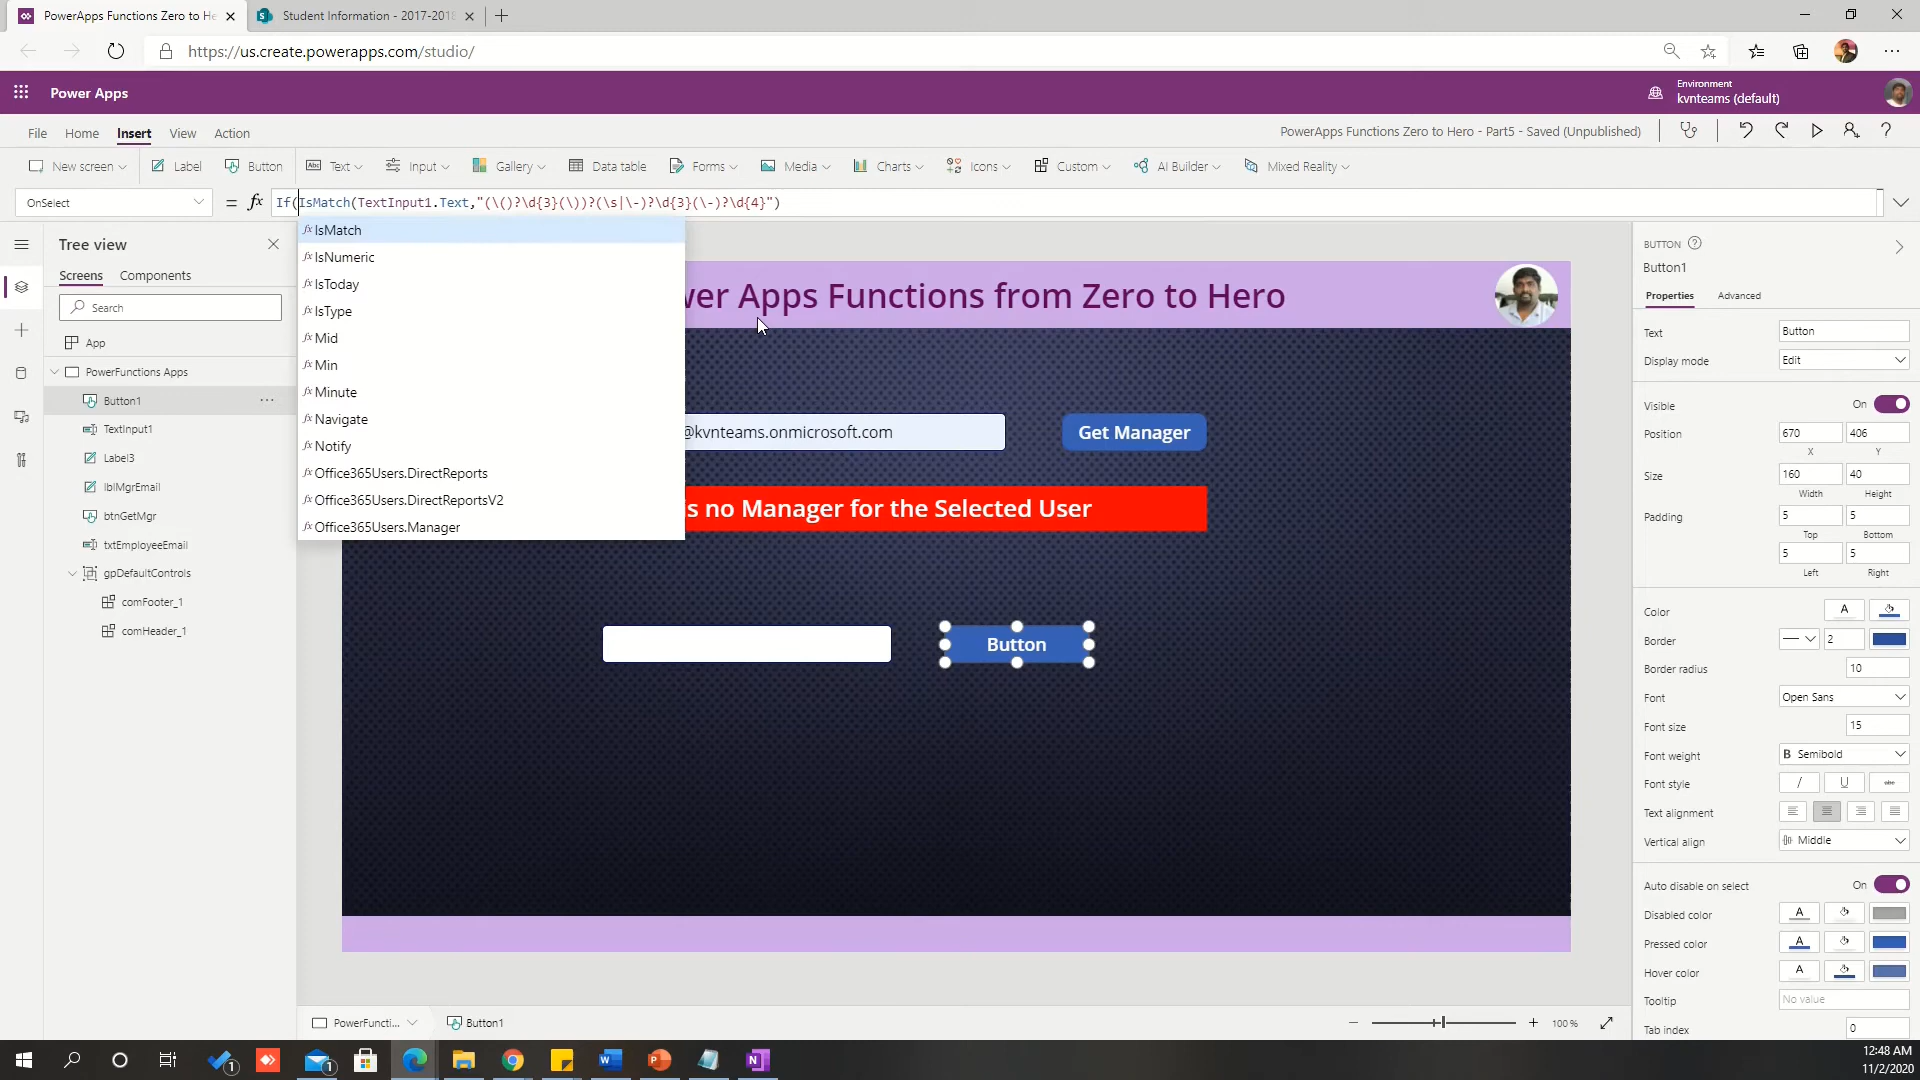 PowerApps Functions Zero to He
Student Information - 2017-2018
https://us.create.powerapps.com/studio/
Power Apps
Environment
kvnteams (default)
File
Home
Insert
View
Action
PowerApps Functions Zero to Hero - Part5 - Saved (Unpublished)
New screen
Label
Button
Text
Input
Gallery
Data table
Forms
Media
Charts
Icons
Custom
AI Builder
Mixed Reality
OnSelect
= fx
If(IsMatch(TextInput1.Text,"(\()?\d{3}(\))?(\s|\-)?\d{3}(\-)?\d{4}")
Tree view
Screens
Components
Search
App
PowerFunctions Apps
Button1
TextInput1
Label3
lblMgrEmail
btnGetMgr
txtEmployeeEmail
gpDefaultControls
comFooter_1
comHeader_1
IsMatch
IsNumeric
IsToday
IsType
Mid
Min
Minute
Navigate
Notify
Office365Users.DirectReports
Office365Users.DirectReportsV2
Office365Users.Manager
wer Apps Functions from Zero to Hero
@kvnteams.onmicrosoft.com
Get Manager
s no Manager for the Selected User
Button
PowerFuncti...
Button1
100 %
BUTTON
Button1
Properties
Advanced
Text
Button
Display mode
Edit
Visible
On
Position
670
406
X
Y
Size
160
40
Width
Height
Padding
5
5
Top
Bottom
5
5
Left
Right
Color
A
Border
2
Border radius
10
Font
Open Sans
Font size
15
Font weight
B Semibold
Font style
/
U
abc
Text alignment
Vertical align
Middle
Auto disable on select
On
Disabled color
A
Pressed color
A
Hover color
A
Tooltip
No value
Tab index
0
12:48 AM
11/2/2020